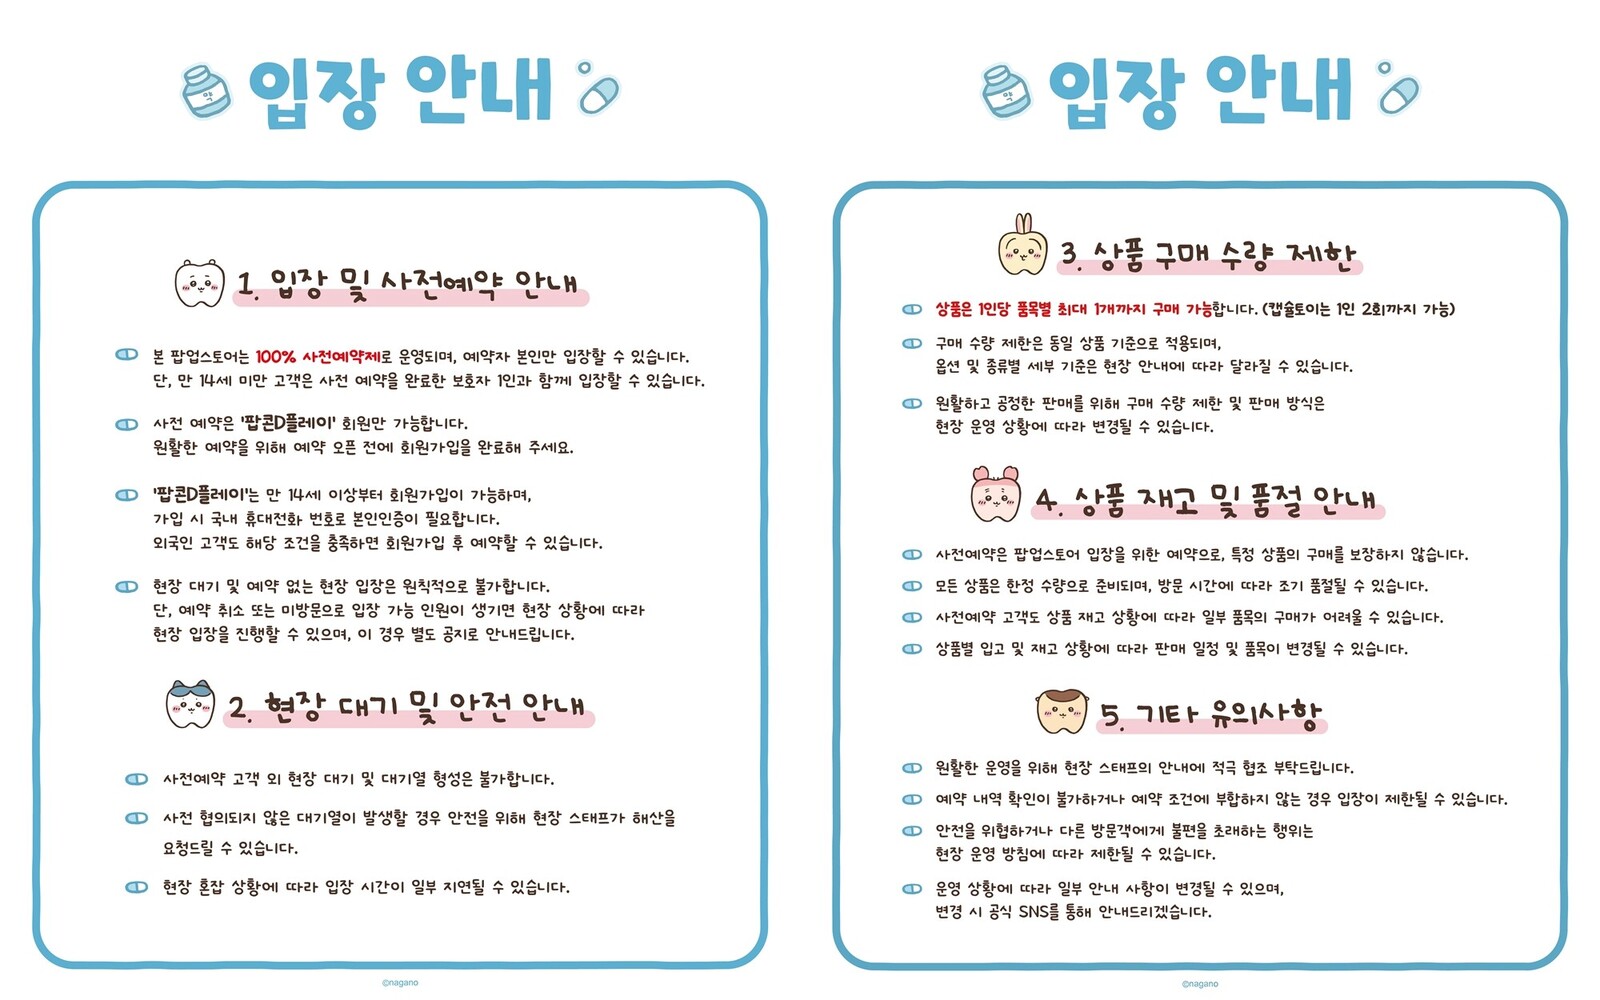 입장 안내
약
1. 입장 및 사전예약 안내
본 팝업스토어는 100% 사전예약제로 운영되며, 예약자 본인만 입장할 수 있습니다.
단, 만 14세 미만 고객은 사전 예약을 완료한 보호자 1인과 함께 입장할 수 있습니다.
사전 예약은 '팝콘D플레이' 회원만 가능합니다.
원활한 예약을 위해 예약 오픈 전에 회원가입을 완료해 주세요.
'팝콘D플레이'는 만 14세 이상부터 회원가입이 가능하며,
가입 시 국내 휴대전화 번호로 본인인증이 필요합니다.
외국인 고객도 해당 조건을 충족하면 회원가입 후 예약할 수 있습니다.
현장 대기 및 예약 없는 현장 입장은 원칙적으로 불가합니다.
단, 예약 취소 또는 미방문으로 입장 가능 인원이 생기면 현장 상황에 따라
현장 입장을 진행할 수 있으며, 이 경우 별도 공지로 안내드립니다.
2. 현장 대기 및 안전 안내
사전예약 고객 외 현장 대기 및 대기열 형성은 불가합니다.
사전 협의되지 않은 대기열이 발생할 경우 안전을 위해 현장 스태프가 해산을
요청드릴 수 있습니다.
현장 혼잡 상황에 따라 입장 시간이 일부 지연될 수 있습니다.
©nagano
입장 안내
약
3. 상품 구매 수량 제한
상품은 1인당 품목별 최대 1개까지 구매 가능합니다. (캡슐토이는 1인 2회까지 가능)
구매 수량 제한은 동일 상품 기준으로 적용되며,
옵션 및 종류별 세부 기준은 현장 안내에 따라 달라질 수 있습니다.
원활하고 공정한 판매를 위해 구매 수량 제한 및 판매 방식은
현장 운영 상황에 따라 변경될 수 있습니다.
4. 상품 재고 및 품절 안내
사전예약은 팝업스토어 입장을 위한 예약으로, 특정 상품의 구매를 보장하지 않습니다.
모든 상품은 한정 수량으로 준비되며, 방문 시간에 따라 조기 품절될 수 있습니다.
사전예약 고객도 상품 재고 상황에 따라 일부 품목의 구매가 어려울 수 있습니다.
상품별 입고 및 재고 상황에 따라 판매 일정 및 품목이 변경될 수 있습니다.
5. 기타 유의사항
원활한 운영을 위해 현장 스태프의 안내에 적극 협조 부탁드립니다.
예약 내역 확인이 불가하거나 예약 조건에 부합하지 않는 경우 입장이 제한될 수 있습니다.
안전을 위협하거나 다른 방문객에게 불편을 초래하는 행위는
현장 운영 방침에 따라 제한될 수 있습니다.
운영 상황에 따라 일부 안내 사항이 변경될 수 있으며,
변경 시 공식 SNS를 통해 안내드리겠습니다.
©nagano